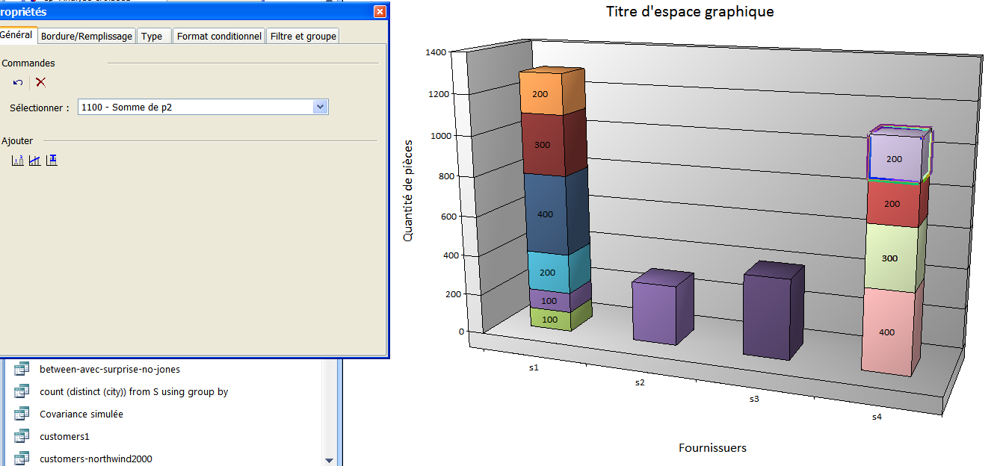 ropriétés
Général Bordure/Remplissage Type Format conditionnel Filtre et groupe
Commandes
Sélectionner : 1100 - Somme de p2
Ajouter
between-avec-surprise-no-jones
count (distinct (city)) from S using group by
Covariance simulée
customers1
customers-northwind2000
Titre d'espace graphique
Quantité de pièces
1400
1200
1000
800
600
400
200
0
200
300
400
200
100
100
200
200
300
400
s1
s2
s3
s4
Fournissuers